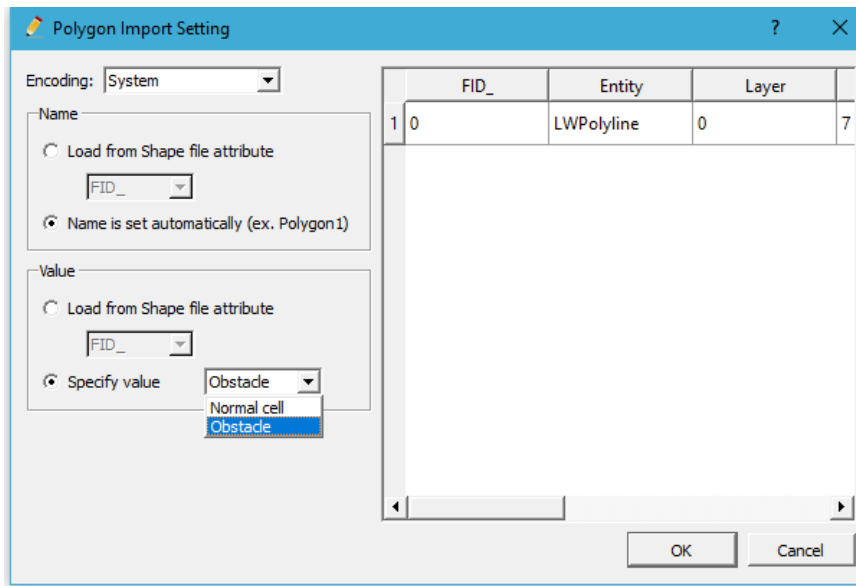 Polygon Import Setting ?
Encoding: System
Name
Load from Shape file attribute
FID_
Name is set automatically (ex. Polygon1)
Value
Load from Shape file attribute
FID_
Specify value Obstacle
Normal cell
Obstacle
FID_ Entity Layer
1 0 LWPolyline 0 7
OK Cancel